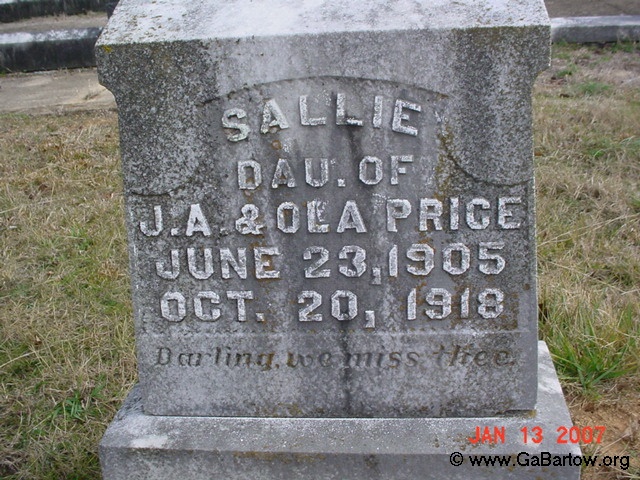 SALLIE
DAU. OF
J.A. & OLA PRICE
JUNE 23, 1905
OCT. 20, 1918
Darling, we miss thee.
JAN 13 2007
© www.GaBartow.org